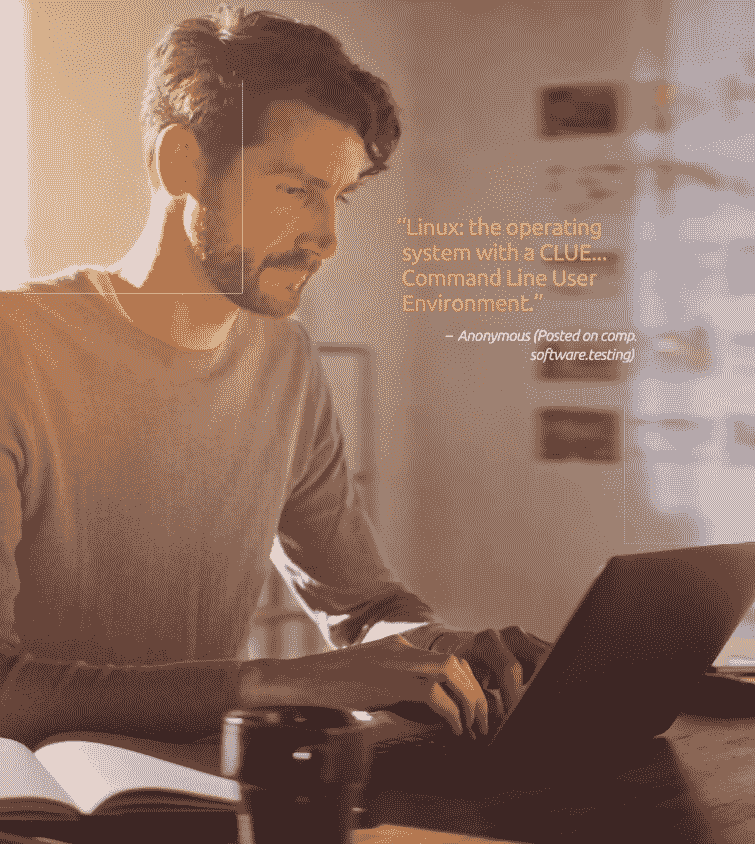 “Linux: the operating
system with a CLUE...
Command Line User
Environment.”
– Anonymous (Posted on comp.
software.testing)